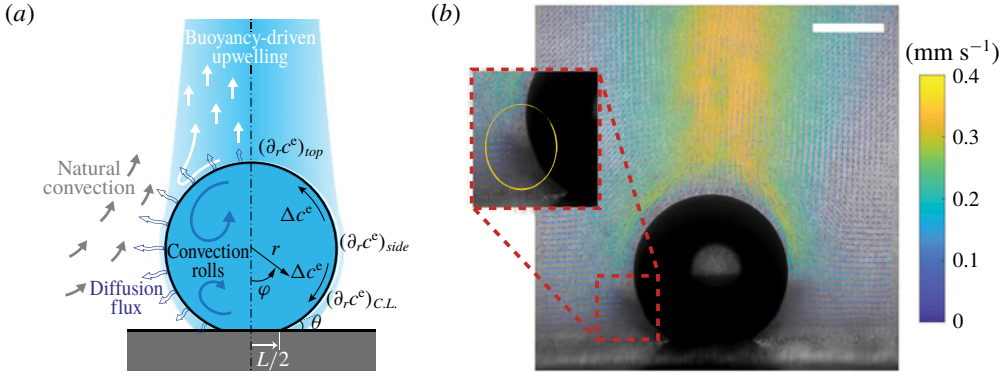 (a)
Buoyancy-driven
upwelling
(∂ᵣcᵉ)top
Natural
convection
Δcᵉ
Convection
rolls
r
(∂ᵣcᵉ)side
Δcᵉ
φ
Diffusion
flux
(∂ᵣcᵉ)C.L.
θ
L/2
(b)
(mm s⁻¹)
0.4
0.3
0.2
0.1
0